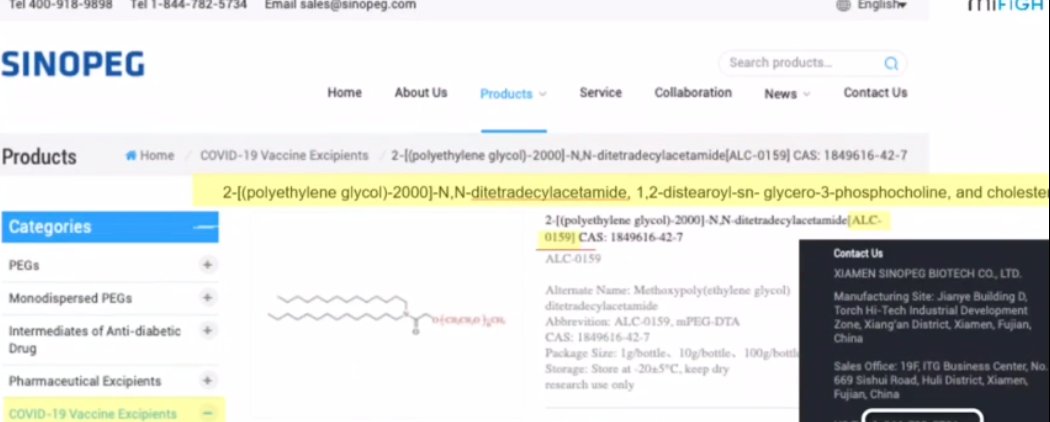 Tel 400-918-9898 Tel 1-844-782-5734 Email sales@sinopeg.com English
SINOPEG
Search products...
Home About Us Products Service Collaboration News Contact Us
Products Home / COVID-19 Vaccine Excipients / 2-[(polyethylene glycol)-2000]-N,N-ditetradecylacetamide[ALC-0159] CAS: 1849616-42-7
2-[(polyethylene glycol)-2000]-N,N-ditetradecylacetamide, 1,2-distearoyl-sn- glycero-3-phosphocholine, and cholester
Categories
PEGs +
Monodispersed PEGs +
Intermediates of Anti-diabetic +
Drug
Pharmaceutical Excipients +
COVID-19 Vaccine Excipients −
2-[(polyethylene glycol)-2000]-N,N-ditetradecylacetamide[ALC-
0159] CAS: 1849616-42-7
ALC-0159
Alternate Name: Methoxypoly(ethylene glycol)
ditetradecylacetamide
Abbrevition: ALC-0159, mPEG-DTA
CAS: 1849616-42-7
Package Size: 1g/bottle、10g/bottle、100g/bottle
Storage: Store at -20±5°C, keep dry
research use only
Contact Us
XIAMEN SINOPEG BIOTECH CO., LTD.
Manufacturing Site: Jianye Building D,
Torch Hi-Tech Industrial Development
Zone, Xiang'an District, Xiamen, Fujian,
China
Sales Office: 19F, ITG Business Center, No.
669 Sishui Road, Huli District, Xiamen,
Fujian, China